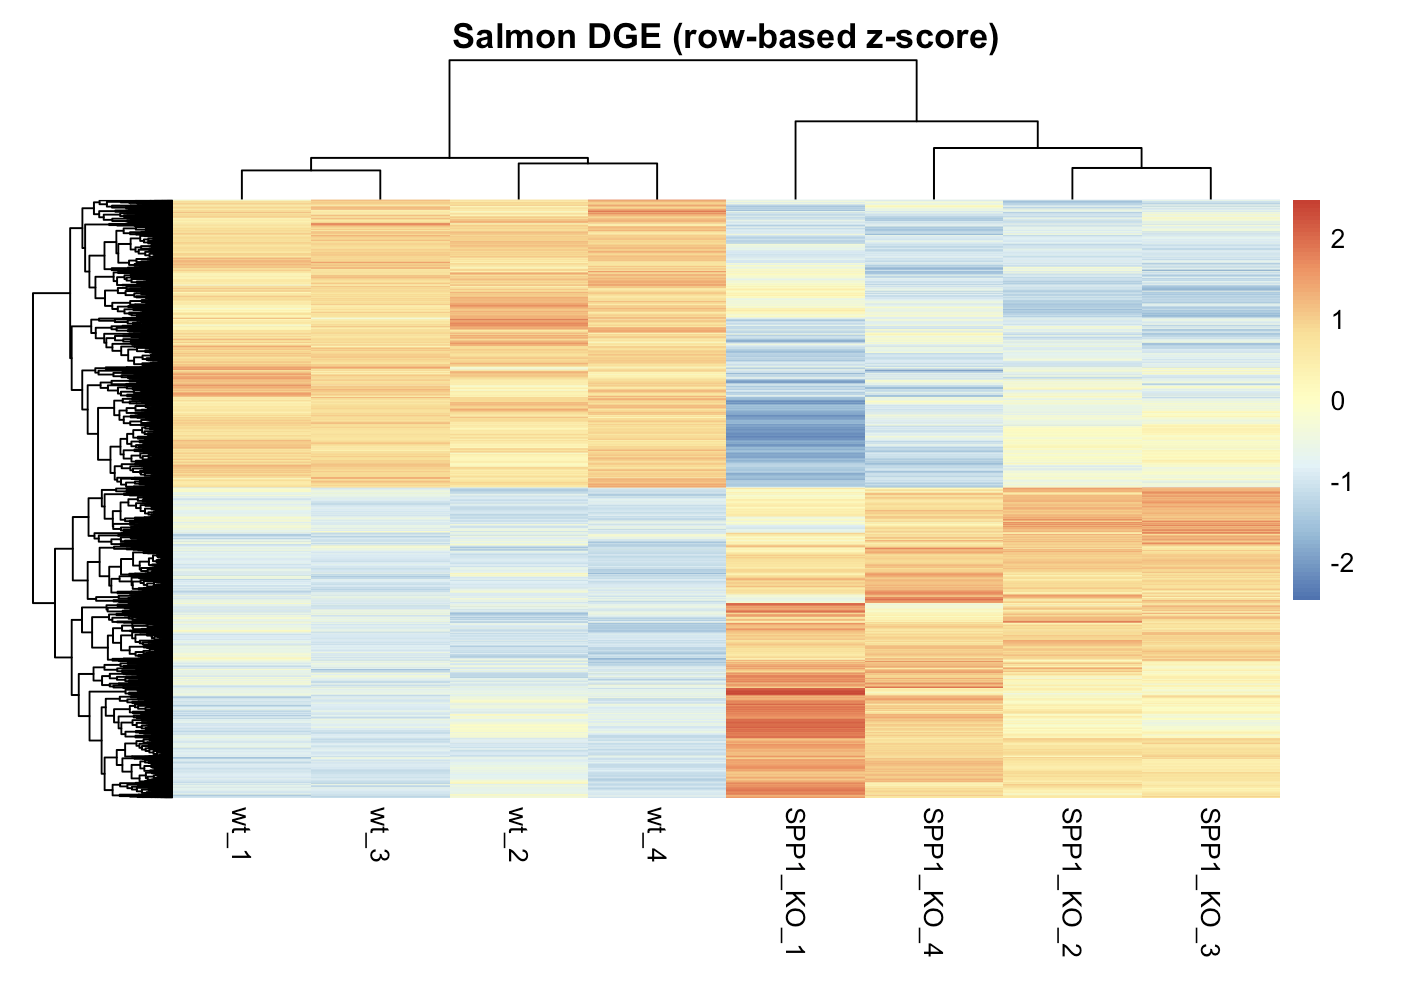 Salmon DGE (row-based z-score)
2
1
0
-1
-2
wt_1
wt_3
wt_2
wt_4
SPP1_KO_1
SPP1_KO_4
SPP1_KO_2
SPP1_KO_3